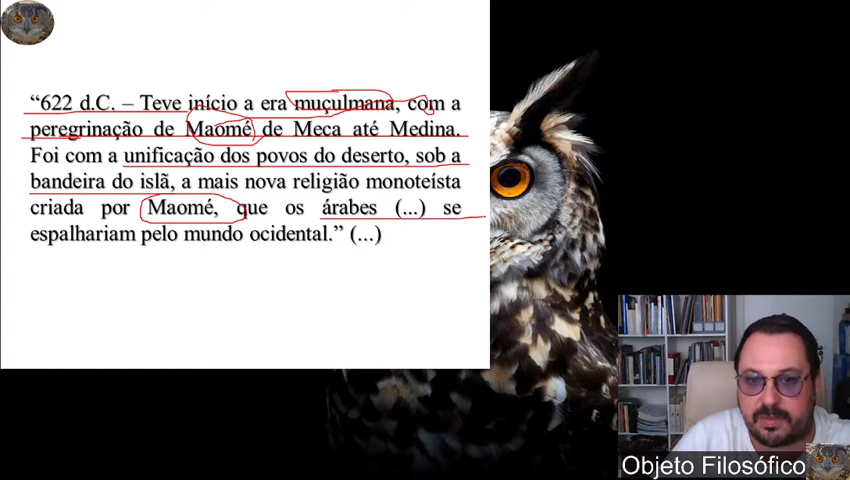 “622 d.C. – Teve início a era muçulmana, com a
peregrinação de Maomé de Meca até Medina.
Foi com a unificação dos povos do deserto, sob a
bandeira do islã, a mais nova religião monoteísta
criada por Maomé, que os árabes (...) se
espalhariam pelo mundo ocidental.” (...)
Objeto Filosófico